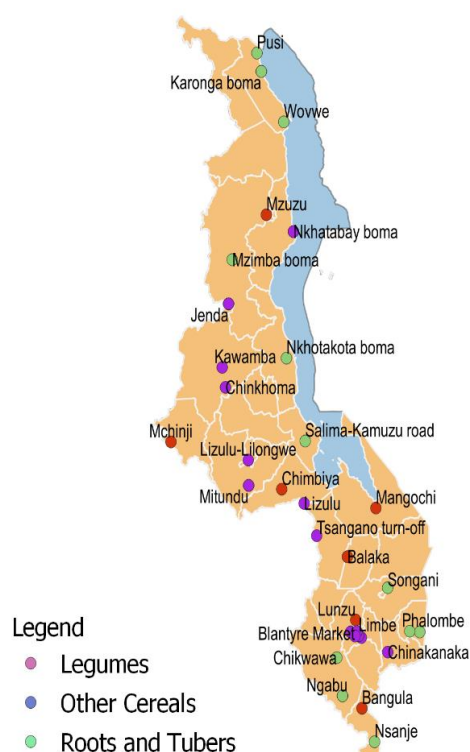 Pusi
Karonga boma
Wovwe
Mzuzu
Nkhatabay boma
Mzimba boma
Jenda
Nkhotakota boma
Kawamba
Chinkhoma
Mchinji
Salima-Kamuzu road
Lizulu-Lilongwe
Chimbiya
Mitundu
Lizulu
Mangochi
Tsangano turn-off
Balaka
Songani
Lunzu
Limbe
Phalombe
Blantyre Market
Chinakanaka
Chikwawa
Ngabu
Bangula
Nsanje
Legend
Legumes
Other Cereals
Roots and Tubers